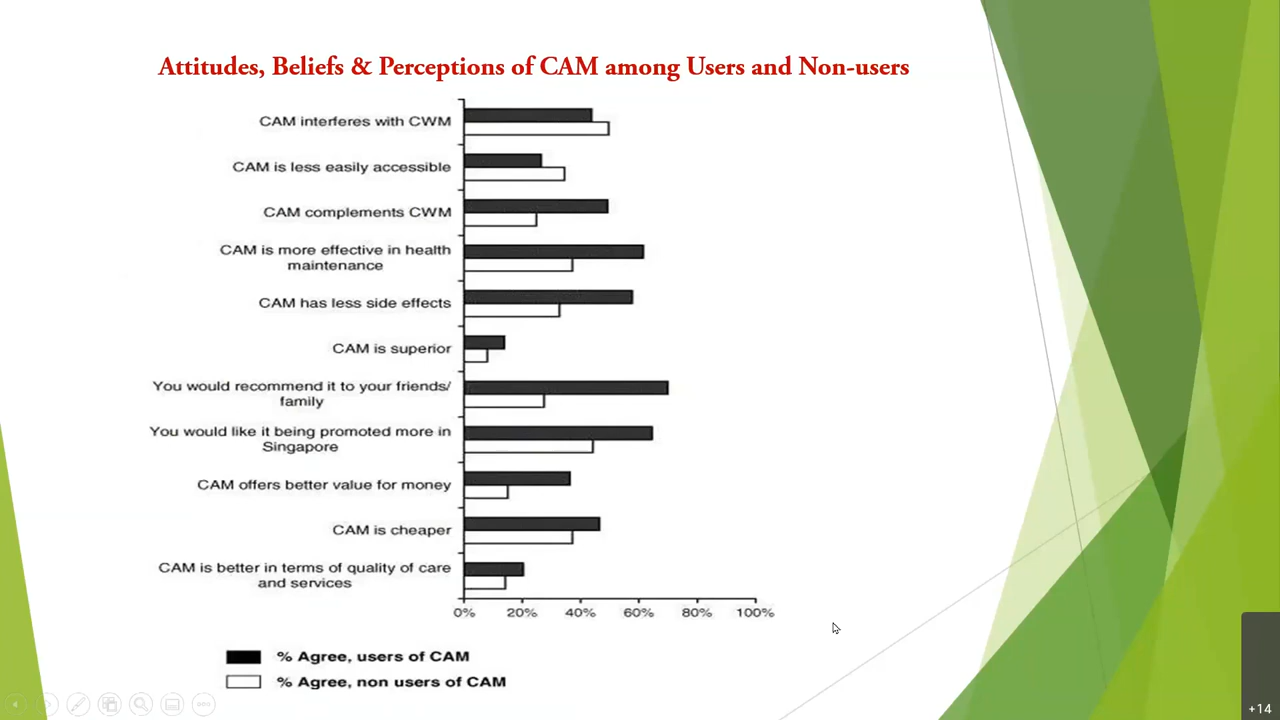 Attitudes, Beliefs & Perceptions of CAM among Users and Non-users
CAM interferes with CWM
CAM is less easily accessible
CAM complements CWM
CAM is more effective in health
maintenance
CAM has less side effects
CAM is superior
You would recommend it to your friends/
family
You would like it being promoted more in
Singapore
CAM offers better value for money
CAM is cheaper
CAM is better in terms of quality of care
and services
0% 20% 40% 60% 80% 100%
% Agree, users of CAM
% Agree, non users of CAM
+14